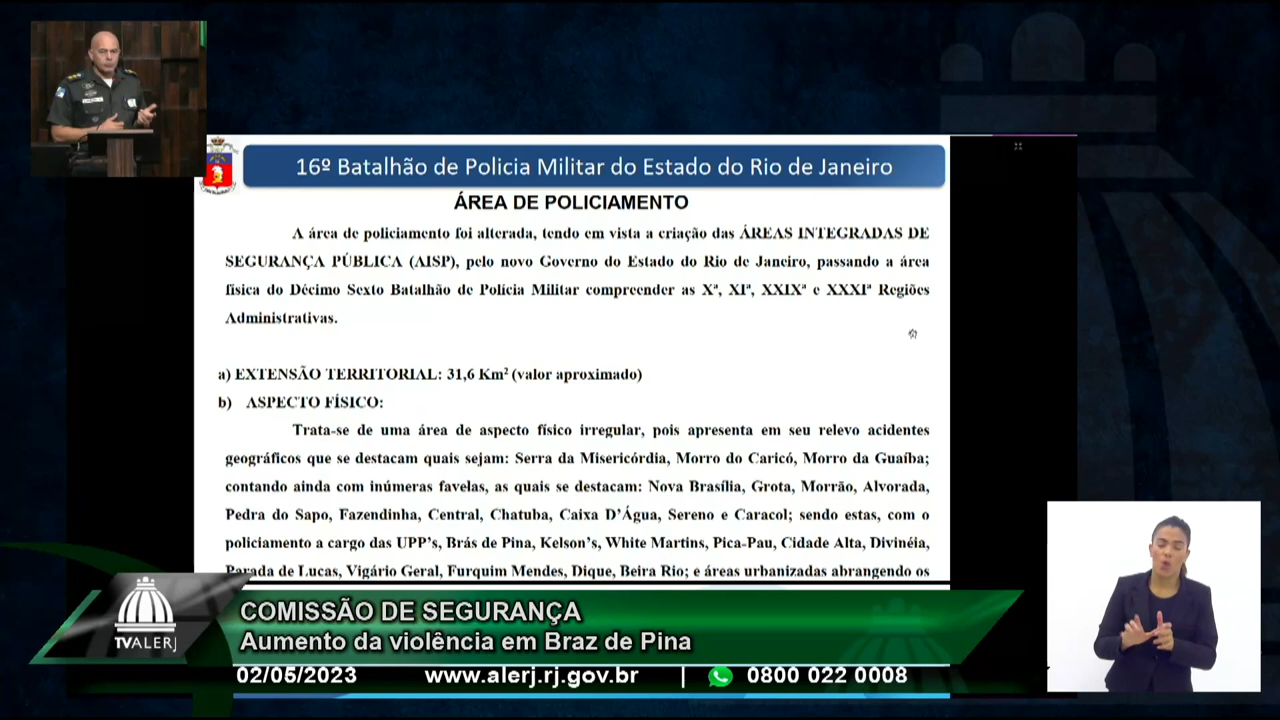 16º Batalhão de Policia Militar do Estado do Rio de Janeiro
ÁREA DE POLICIAMENTO
A área de policiamento foi alterada, tendo em vista a criação das ÁREAS INTEGRADAS DE
SEGURANÇA PÚBLICA (AISP), pelo novo Governo do Estado do Rio de Janeiro, passando a área
física do Décimo Sexto Batalhão de Polícia Militar compreender as Xª, XIª, XXIXª e XXXIª Regiões
Administrativas.
a) EXTENSÃO TERRITORIAL: 31,6 Km² (valor aproximado)
b) ASPECTO FÍSICO:
Trata-se de uma área de aspecto físico irregular, pois apresenta em seu relevo acidentes
geográficos que se destacam quais sejam: Serra da Misericórdia, Morro do Caricó, Morro da Guaíba;
contando ainda com inúmeras favelas, as quais se destacam: Nova Brasília, Grota, Morrão, Alvorada,
Pedra do Sapo, Fazendinha, Central, Chatuba, Caixa D'Água, Sereno e Caracol; sendo estas, com o
policiamento a cargo das UPP's, Brás de Pina, Kelson's, White Martins, Pica-Pau, Cidade Alta, Divinéia,
Parada de Lucas, Vigário Geral, Furquim Mendes, Dique, Beira Rio; e áreas urbanizadas abrangendo os
TVALERJ
COMISSÃO DE SEGURANÇA
Aumento da violência em Braz de Pina
02/05/2023 www.alerj.rj.gov.br | 0800 022 0008